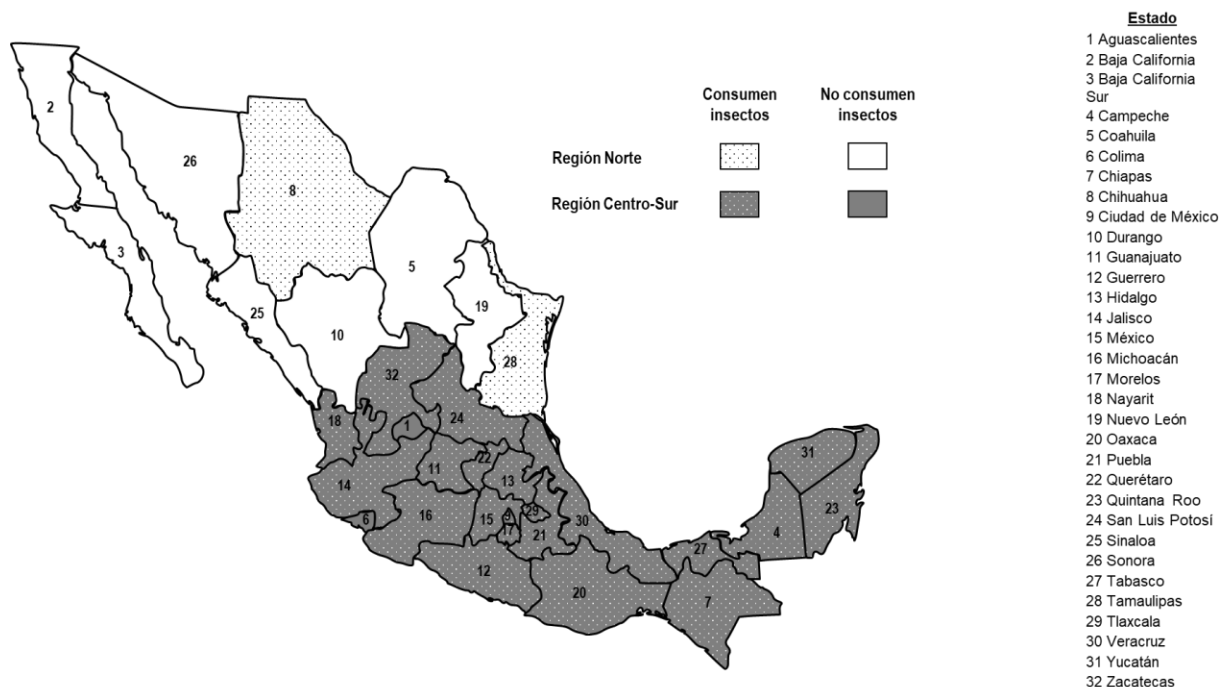 Estado
1 Aguascalientes
2 Baja California
3 Baja California
Sur
4 Campeche
5 Coahuila
6 Colima
7 Chiapas
8 Chihuahua
9 Ciudad de México
10 Durango
11 Guanajuato
12 Guerrero
13 Hidalgo
14 Jalisco
15 México
16 Michoacán
17 Morelos
18 Nayarit
19 Nuevo León
20 Oaxaca
21 Puebla
22 Querétaro
23 Quintana Roo
24 San Luis Potosí
25 Sinaloa
26 Sonora
27 Tabasco
28 Tamaulipas
29 Tlaxcala
30 Veracruz
31 Yucatán
32 Zacatecas
Consumen
insectos
No consumen
insectos
Región Norte
Región Centro-Sur
2
26
8
3
5
25
19
10
28
32
18
24
1
31
11
22
14
13
23
6
16
15
9
29
30
17
21
4
27
12
20
7